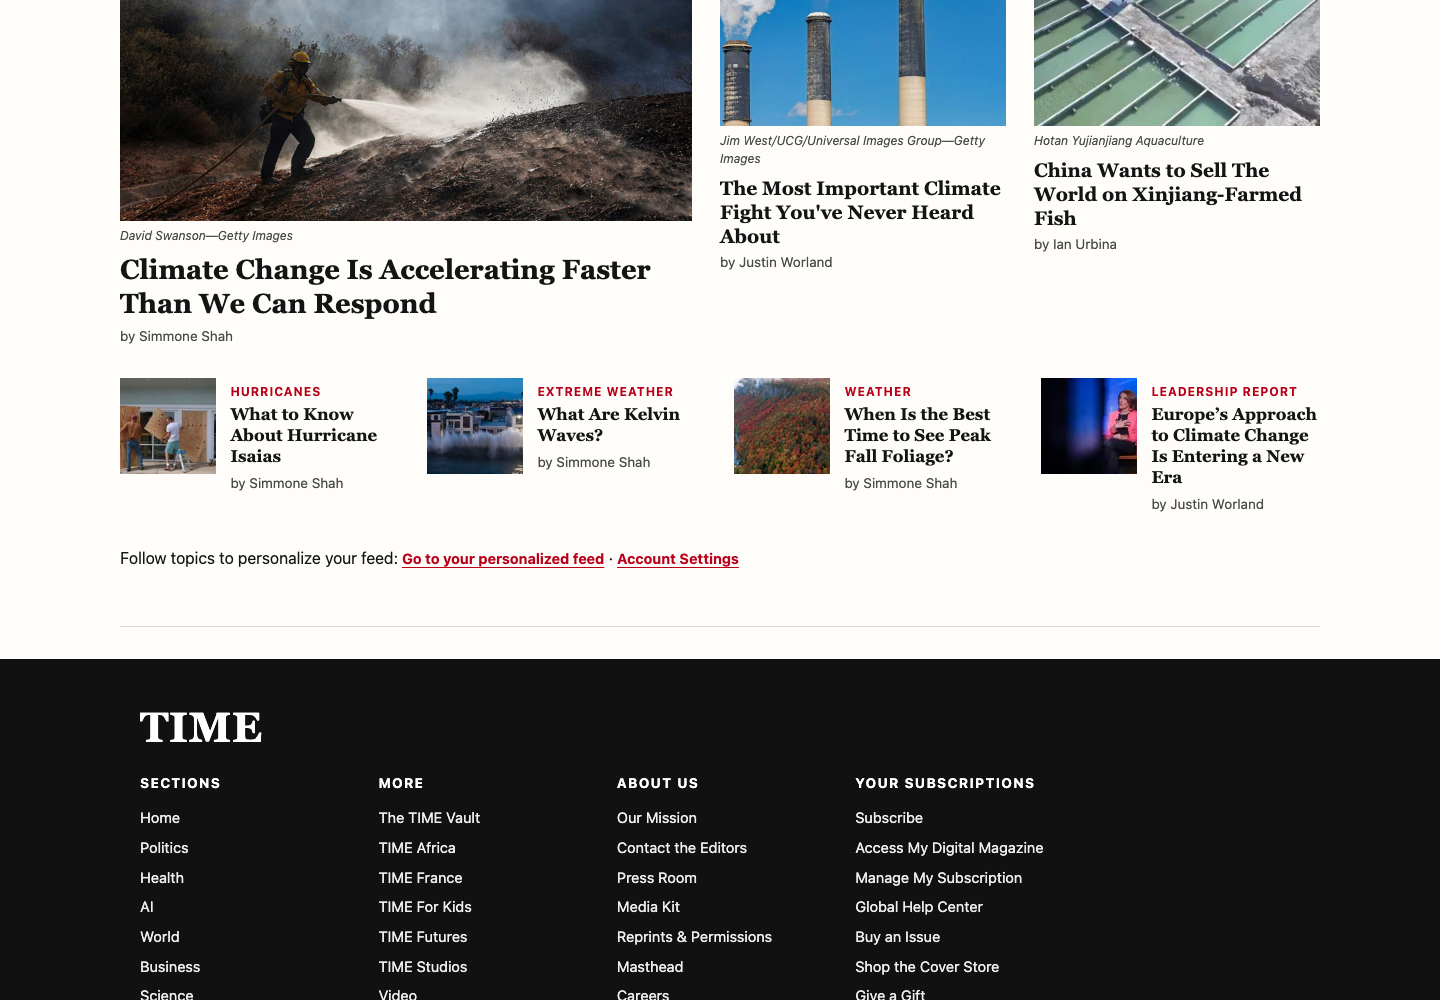 David Swanson—Getty Images
Climate Change Is Accelerating Faster
Than We Can Respond
by Simmone Shah
Jim West/UCG/Universal Images Group—Getty
Images
The Most Important Climate
Fight You've Never Heard
About
by Justin Worland
Hotan Yujianjiang Aquaculture
China Wants to Sell The
World on Xinjiang-Farmed
Fish
by Ian Urbina
HURRICANES
What to Know
About Hurricane
Isaias
by Simmone Shah
EXTREME WEATHER
What Are Kelvin
Waves?
by Simmone Shah
WEATHER
When Is the Best
Time to See Peak
Fall Foliage?
by Simmone Shah
LEADERSHIP REPORT
Europe’s Approach
to Climate Change
Is Entering a New
Era
by Justin Worland
Follow topics to personalize your feed: Go to your personalized feed · Account Settings
TIME
SECTIONS
Home
Politics
Health
AI
World
Business
Science
MORE
The TIME Vault
TIME Africa
TIME France
TIME For Kids
TIME Futures
TIME Studios
Video
ABOUT US
Our Mission
Contact the Editors
Press Room
Media Kit
Reprints & Permissions
Masthead
Careers
YOUR SUBSCRIPTIONS
Subscribe
Access My Digital Magazine
Manage My Subscription
Global Help Center
Buy an Issue
Shop the Cover Store
Give a Gift